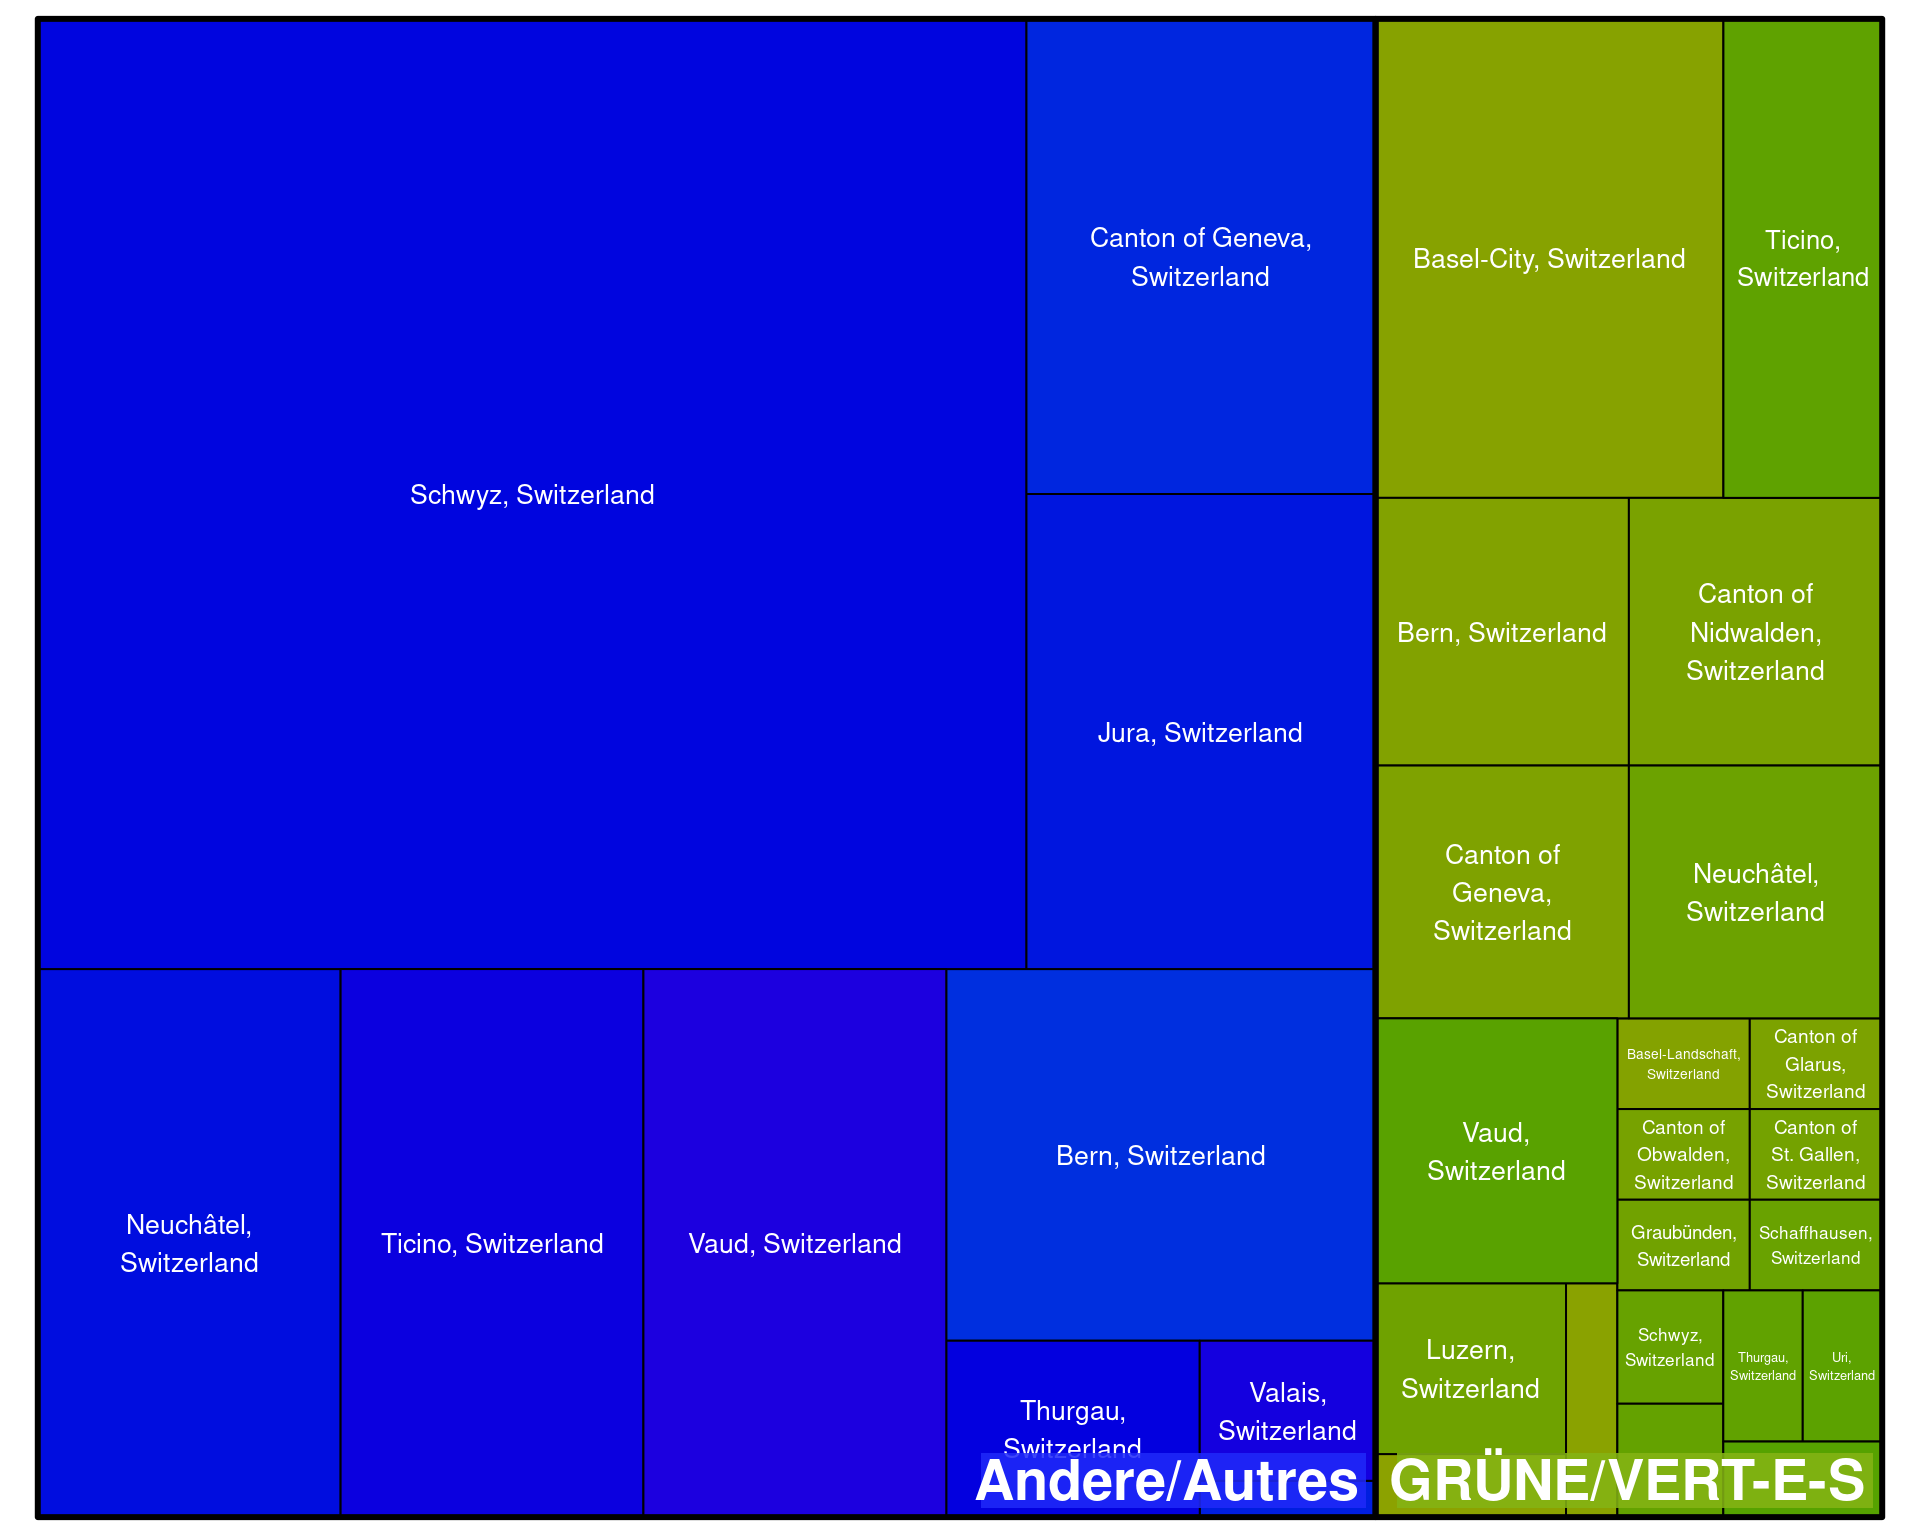 Schwyz, Switzerland
Canton of Geneva,
Switzerland
Jura, Switzerland
Neuchâtel,
Switzerland
Ticino, Switzerland
Vaud, Switzerland
Bern, Switzerland
Thurgau,
Switzerland
Valais,
Switzerland
Andere/Autres
Basel-City, Switzerland
Ticino,
Switzerland
Bern, Switzerland
Canton of
Nidwalden,
Switzerland
Canton of
Geneva,
Switzerland
Neuchâtel,
Switzerland
Vaud,
Switzerland
Basel-Landschaft,
Switzerland
Canton of
Glarus,
Switzerland
Canton of
Obwalden,
Switzerland
Canton of
St. Gallen,
Switzerland
Graubünden,
Switzerland
Schaffhausen,
Switzerland
Luzern,
Switzerland
Schwyz,
Switzerland
Thurgau,
Switzerland
Uri,
Switzerland
GRÜNE/VERT-E-S